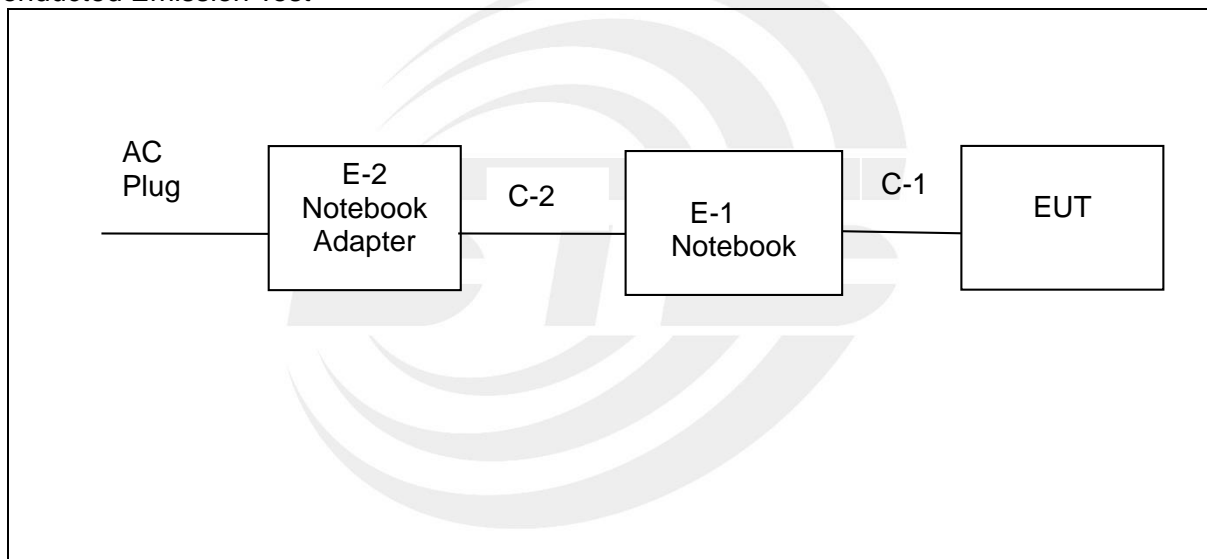 onducted Emission Test
AC
Plug
E-2
Notebook
Adapter
C-2
E-1
Notebook
C-1
EUT